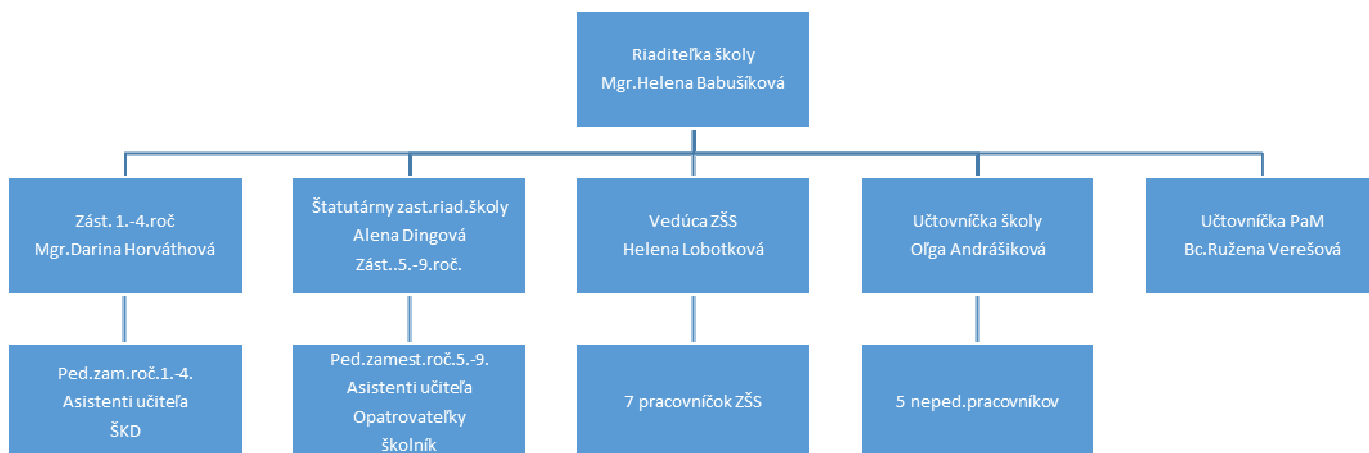 Riaditeľka školy
Mgr.Helena Babušíková
Zást. 1.-4.roč
Mgr.Darina Horváthová
Štatutárny zast.riad.školy
Alena Dingová
Zást..5.-9.roč.
Vedúca ZŠS
Helena Lobotková
Učtovníčka školy
Oľga Andrášiková
Učtovníčka PaM
Bc.Ružena Verešová
Ped.zam.roč.1.-4.
Asistenti učiteľa
ŠKD
Ped.zamest.roč.5.-9.
Asistenti učiteľa
Opatrovateľky
školník
7 pracovníčok ZŠS
5 neped.pracovníkov